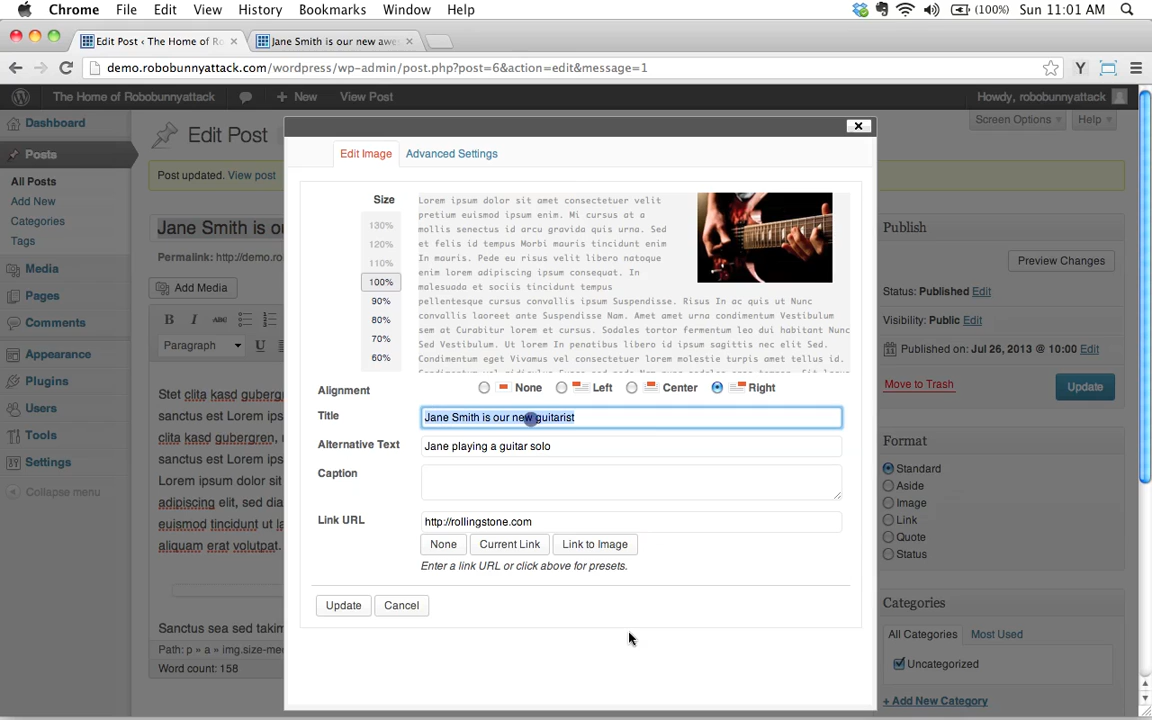 Chrome File Edit View History Bookmarks Window Help (100%) Sun 11:01 AM
Edit Post ‹ The Home of Ro Jane Smith is our new awes
demo.robobunnyattack.com/wordpress/wp-admin/post.php?post=6&action=edit&message=1
The Home of Robobunnyattack + New View Post Howdy, robobunnyattack
Screen Options Help
Dashboard
Posts
All Posts
Add New
Categories
Tags
Media
Pages
Comments
Appearance
Plugins
Users
Tools
Settings
Collapse menu
Edit Post
Post updated. View post
Jane Smith is ou
Permalink: http://demo.ro
Add Media
B I ABC
Paragraph U
Stet clita kasd gubergren,
sanctus est Lorem ips
clita kasd gubergren,
sanctus est Lorem ips
Lorem ipsum dolor sit
adipiscing elit, sed dia
euismod tincidunt ut la
aliquam erat volutpat.
Sanctus sea sed takim
Path: p » a » img.size-me
Word count: 158
Edit Image Advanced Settings
Size
130%
120%
110%
100%
90%
80%
70%
60%
Lorem ipsum dolor sit amet consectetuer velit
pretium euismod ipsum enim. Mi cursus at a
mollis senectus id arcu gravida quis urna. Sed
et felis id tempus Morbi mauris tincidunt enim
In mauris. Pede eu risus velit libero natoque
enim lorem adipiscing ipsum consequat. In
malesuada et sociis tincidunt tempus
pellentesque cursus convallis ipsum Suspendisse. Risus In ac quis ut Nunc
convallis laoreet ante Suspendisse Nam. Amet amet urna condimentum Vestibulum
sem at Curabitur lorem et cursus. Sodales tortor fermentum leo dui habitant Nunc
Sed Vestibulum. Ut lorem In penatibus libero id ipsum sagittis nec elit Sed.
Condimentum eget Vivamus vel consectetuer lorem molestie turpis amet tellus id.
Alignment None Left Center Right
Title Jane Smith is our new guitarist
Alternative Text Jane playing a guitar solo
Caption
Link URL http://rollingstone.com
None Current Link Link to Image
Enter a link URL or click above for presets.
Update Cancel
Publish
Preview Changes
Status: Published Edit
Visibility: Public Edit
Published on: Jul 26, 2013 @ 10:00 Edit
Move to Trash Update
Format
Standard
Aside
Image
Link
Quote
Status
Categories
All Categories Most Used
Uncategorized
+ Add New Category